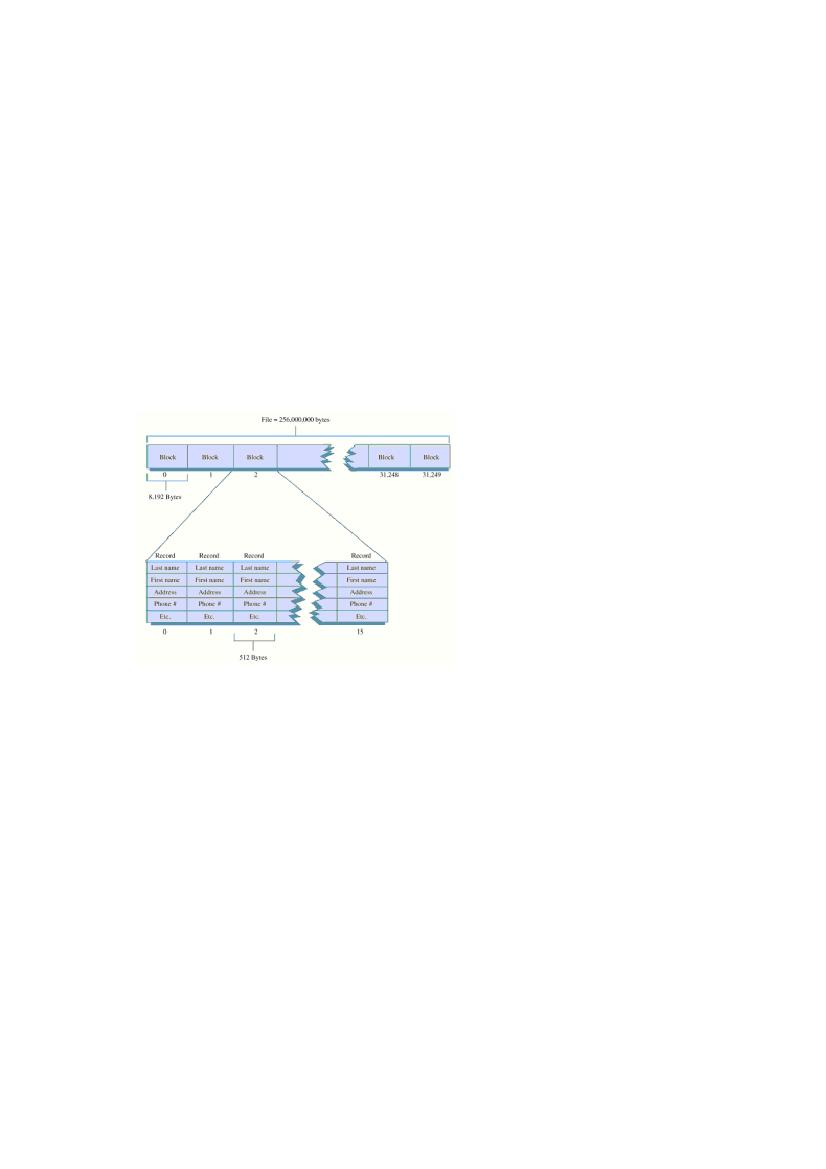 File = 256,000,000 bytes
Block Block Block Block Block
0 1 2 31,248 31,249
8,192 Bytes
Record Record Record Record
Last name Last name Last name Last name
First name First name First name First name
Address Address Address Address
Phone # Phone # Phone # Phone #
Etc. Etc. Etc. Etc.
0 1 2 15
512 Bytes